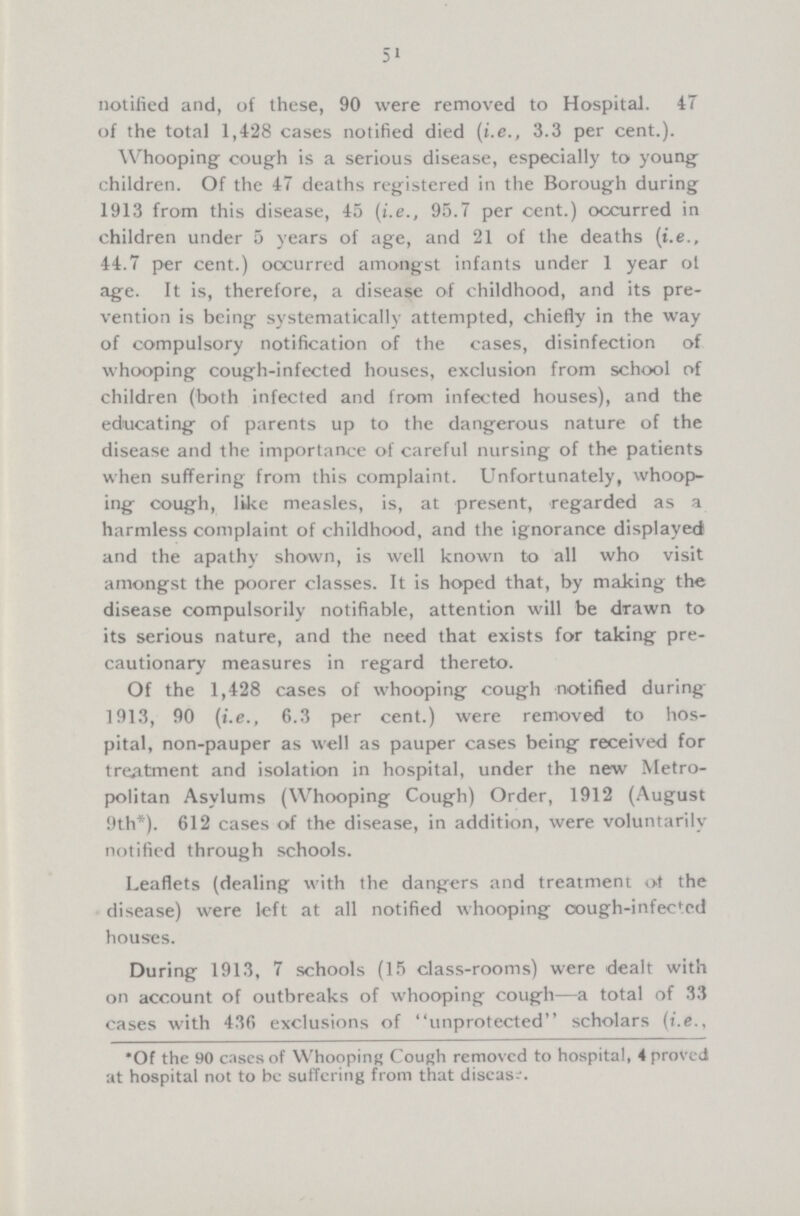 51
notified and, of these, 90 were removed to Hospital. 47
of the total 1,428 cases notified died (i.e., 3.3 per cent.).
Whooping cough is a serious disease, especially to young
children. Of the 47 deaths registered in the Borough during
1913 from this disease, 45 (i.e., 95.7 per cent.) occurred in
children under 5 years of age, and 21 of the deaths (i.e.,
44.7 per cent.) occurred amongst infants under 1 year ot
age. It is, therefore, a disease of childhood, and its pre-
vention is being systematically attempted, chiefly in the way
of compulsory notification of the cases, disinfection of
whooping cough-infected houses, exclusion from school of
children (both infected and from infected houses), and the
educating of parents up to the dangerous nature of the
disease and the importance of careful nursing of the patients
when suffering from this complaint. Unfortunately, whoop-
ing cough, like measles, is, at present, regarded as a
harmless complaint of childhood, and the ignorance displayed
and the apathy shown, is well known to all who visit
amongst the poorer classes. It is hoped that, by making the
disease compulsorily notifiable, attention will be drawn to
its serious nature, and the need that exists for taking pre-
cautionary measures in regard thereto.
Of the 1,428 cases of whooping cough notified during
1913, 90 (i.e., 6.3 per cent.) were removed to hos-
pital, non-pauper as well as pauper cases being received for
treatment and isolation in hospital, under the new Metro-
politan Asylums (Whooping Cough) Order, 1912 (August
9th*). 612 cases of the disease, in addition, were voluntarily
notified through schools.
Leaflets (dealing with the dangers and treatment ot the
disease) were left at all notified whooping cough-infected
houses.
During 1913, 7 schools (15 class-rooms) were dealt with
on account of outbreaks of whooping cough—a total of 33
cases with 436 exclusions of "unprotected" scholars (i.e.,
*Of the 90 cases of Whooping Cough removed to hospital, 4 proved
at hospital not to be suffering from that disease.